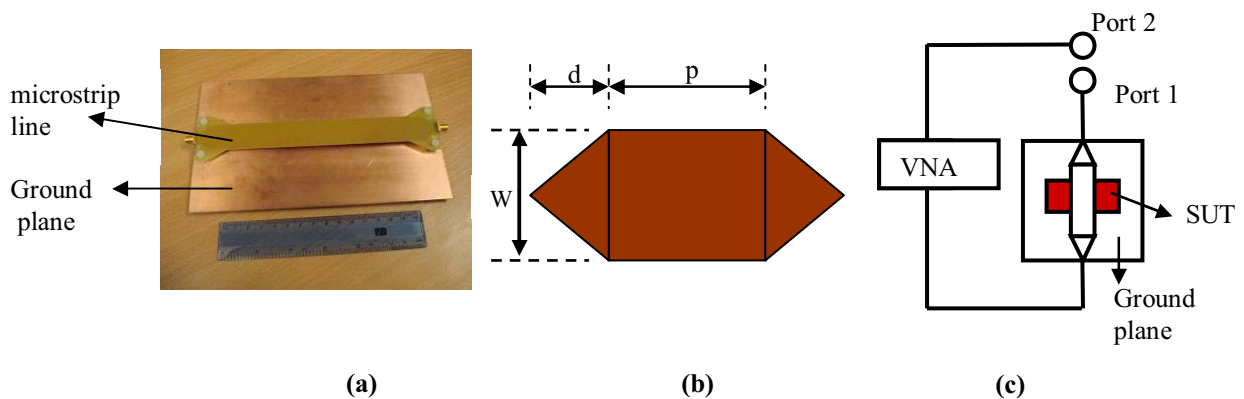 microstrip
line
Ground
plane
d
p
W
Port 2
Port 1
VNA
SUT
Ground
plane
(a)
(b)
(c)